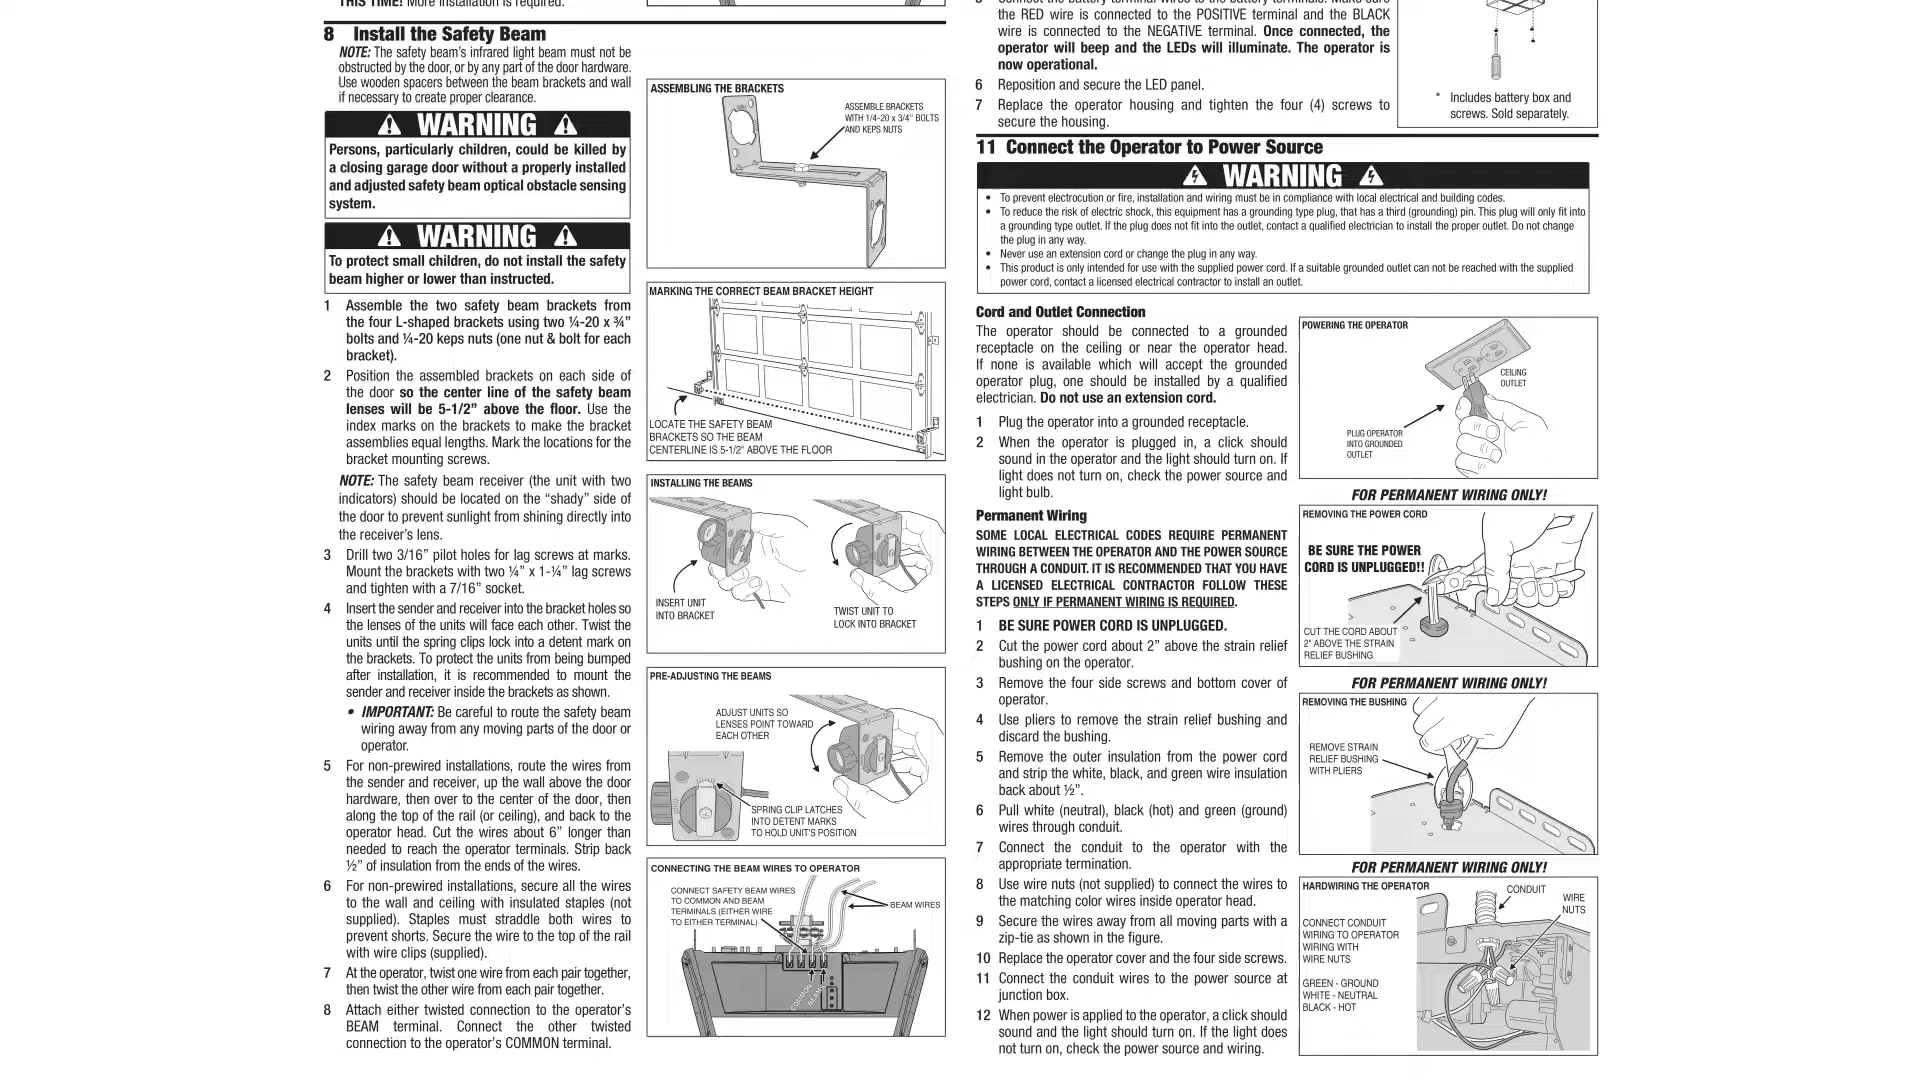 THIS TIME! More installation is required.
8 Install the Safety Beam
NOTE: The safety beam's infrared light beam must not be
obstructed by the door, or by any part of the door hardware.
Use wooden spacers between the beam brackets and wall
if necessary to create proper clearance.
WARNING
Persons, particularly children, could be killed by
a closing garage door without a properly installed
and adjusted safety beam optical obstacle sensing
system.
WARNING
To protect small children, do not install the safety
beam higher or lower than instructed.
1 Assemble the two safety beam brackets from
the four L-shaped brackets using two ¼-20 x ¾”
bolts and ¼-20 keps nuts (one nut & bolt for each
bracket).
2 Position the assembled brackets on each side of
the door so the center line of the safety beam
lenses will be 5-1/2” above the floor. Use the
index marks on the brackets to make the bracket
assemblies equal lengths. Mark the locations for the
bracket mounting screws.
NOTE: The safety beam receiver (the unit with two
indicators) should be located on the “shady” side of
the door to prevent sunlight from shining directly into
the receiver's lens.
3 Drill two 3/16” pilot holes for lag screws at marks.
Mount the brackets with two ¼” x 1-¼” lag screws
and tighten with a 7/16” socket.
4 Insert the sender and receiver into the bracket holes so
the lenses of the units will face each other. Twist the
units until the spring clips lock into a detent mark on
the brackets. To protect the units from being bumped
after installation, it is recommended to mount the
sender and receiver inside the brackets as shown.
• IMPORTANT: Be careful to route the safety beam
wiring away from any moving parts of the door or
operator.
5 For non-prewired installations, route the wires from
the sender and receiver, up the wall above the door
hardware, then over to the center of the door, then
along the top of the rail (or ceiling), and back to the
operator head. Cut the wires about 6” longer than
needed to reach the operator terminals. Strip back
½” of insulation from the ends of the wires.
6 For non-prewired installations, secure all the wires
to the wall and ceiling with insulated staples (not
supplied). Staples must straddle both wires to
prevent shorts. Secure the wire to the top of the rail
with wire clips (supplied).
7 At the operator, twist one wire from each pair together,
then twist the other wire from each pair together.
8 Attach either twisted connection to the operator's
BEAM terminal. Connect the other twisted
connection to the operator's COMMON terminal.
ASSEMBLING THE BRACKETS
ASSEMBLE BRACKETS
WITH 1/4-20 x 3/4" BOLTS
AND KEPS NUTS
MARKING THE CORRECT BEAM BRACKET HEIGHT
LOCATE THE SAFETY BEAM
BRACKETS SO THE BEAM
CENTERLINE IS 5-1/2" ABOVE THE FLOOR
INSTALLING THE BEAMS
INSERT UNIT
INTO BRACKET
TWIST UNIT TO
LOCK INTO BRACKET
PRE-ADJUSTING THE BEAMS
ADJUST UNITS SO
LENSES POINT TOWARD
EACH OTHER
SPRING CLIP LATCHES
INTO DETENT MARKS
TO HOLD UNIT'S POSITION
CONNECTING THE BEAM WIRES TO OPERATOR
CONNECT SAFETY BEAM WIRES
TO COMMON AND BEAM
TERMINALS (EITHER WIRE
TO EITHER TERMINAL)
BEAM WIRES
COMMON
BEAM
the RED wire is connected to the POSITIVE terminal and the BLACK
wire is connected to the NEGATIVE terminal. Once connected, the
operator will beep and the LEDs will illuminate. The operator is
now operational.
6 Reposition and secure the LED panel.
7 Replace the operator housing and tighten the four (4) screws to
secure the housing.
* Includes battery box and
screws. Sold separately.
11 Connect the Operator to Power Source
WARNING
• To prevent electrocution or fire, installation and wiring must be in compliance with local electrical and building codes.
• To reduce the risk of electric shock, this equipment has a grounding type plug, that has a third (grounding) pin. This plug will only fit into
a grounding type outlet. If the plug does not fit into the outlet, contact a qualified electrician to install the proper outlet. Do not change
the plug in any way.
• Never use an extension cord or change the plug in any way.
• This product is only intended for use with the supplied power cord. If a suitable grounded outlet can not be reached with the supplied
power cord, contact a licensed electrical contractor to install an outlet.
Cord and Outlet Connection
The operator should be connected to a grounded
receptacle on the ceiling or near the operator head.
If none is available which will accept the grounded
operator plug, one should be installed by a qualified
electrician. Do not use an extension cord.
1 Plug the operator into a grounded receptacle.
2 When the operator is plugged in, a click should
sound in the operator and the light should turn on. If
light does not turn on, check the power source and
light bulb.
Permanent Wiring
SOME LOCAL ELECTRICAL CODES REQUIRE PERMANENT
WIRING BETWEEN THE OPERATOR AND THE POWER SOURCE
THROUGH A CONDUIT. IT IS RECOMMENDED THAT YOU HAVE
A LICENSED ELECTRICAL CONTRACTOR FOLLOW THESE
STEPS ONLY IF PERMANENT WIRING IS REQUIRED.
1 BE SURE POWER CORD IS UNPLUGGED.
2 Cut the power cord about 2” above the strain relief
bushing on the operator.
3 Remove the four side screws and bottom cover of
operator.
4 Use pliers to remove the strain relief bushing and
discard the bushing.
5 Remove the outer insulation from the power cord
and strip the white, black, and green wire insulation
back about ½”.
6 Pull white (neutral), black (hot) and green (ground)
wires through conduit.
7 Connect the conduit to the operator with the
appropriate termination.
8 Use wire nuts (not supplied) to connect the wires to
the matching color wires inside operator head.
9 Secure the wires away from all moving parts with a
zip-tie as shown in the figure.
10 Replace the operator cover and the four side screws.
11 Connect the conduit wires to the power source at
junction box.
12 When power is applied to the operator, a click should
sound and the light should turn on. If the light does
not turn on, check the power source and wiring.
POWERING THE OPERATOR
CEILING
OUTLET
PLUG OPERATOR
INTO GROUNDED
OUTLET
FOR PERMANENT WIRING ONLY!
REMOVING THE POWER CORD
BE SURE THE POWER
CORD IS UNPLUGGED!!
CUT THE CORD ABOUT
2" ABOVE THE STRAIN
RELIEF BUSHING
FOR PERMANENT WIRING ONLY!
REMOVING THE BUSHING
REMOVE STRAIN
RELIEF BUSHING
WITH PLIERS
FOR PERMANENT WIRING ONLY!
HARDWIRING THE OPERATOR
CONDUIT
WIRE
NUTS
CONNECT CONDUIT
WIRING TO OPERATOR
WIRING WITH
WIRE NUTS
GREEN - GROUND
WHITE - NEUTRAL
BLACK - HOT